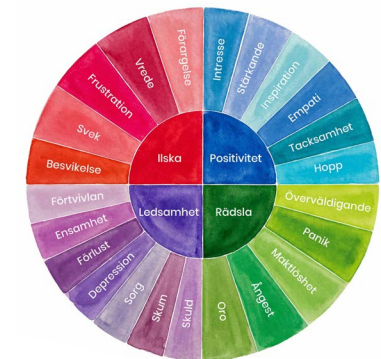 Ilska
Positivitet
Ledsamhet
Rädsla
Förargelse
Vrede
Frustration
Svek
Besvikelse
Intresse
Stärkande
Inspiration
Empati
Tacksamhet
Hopp
Överväldigande
Panik
Maktlöshet
Ångest
Oro
Förtvivlan
Ensamhet
Förlust
Depression
Sorg
Skum
Skuld